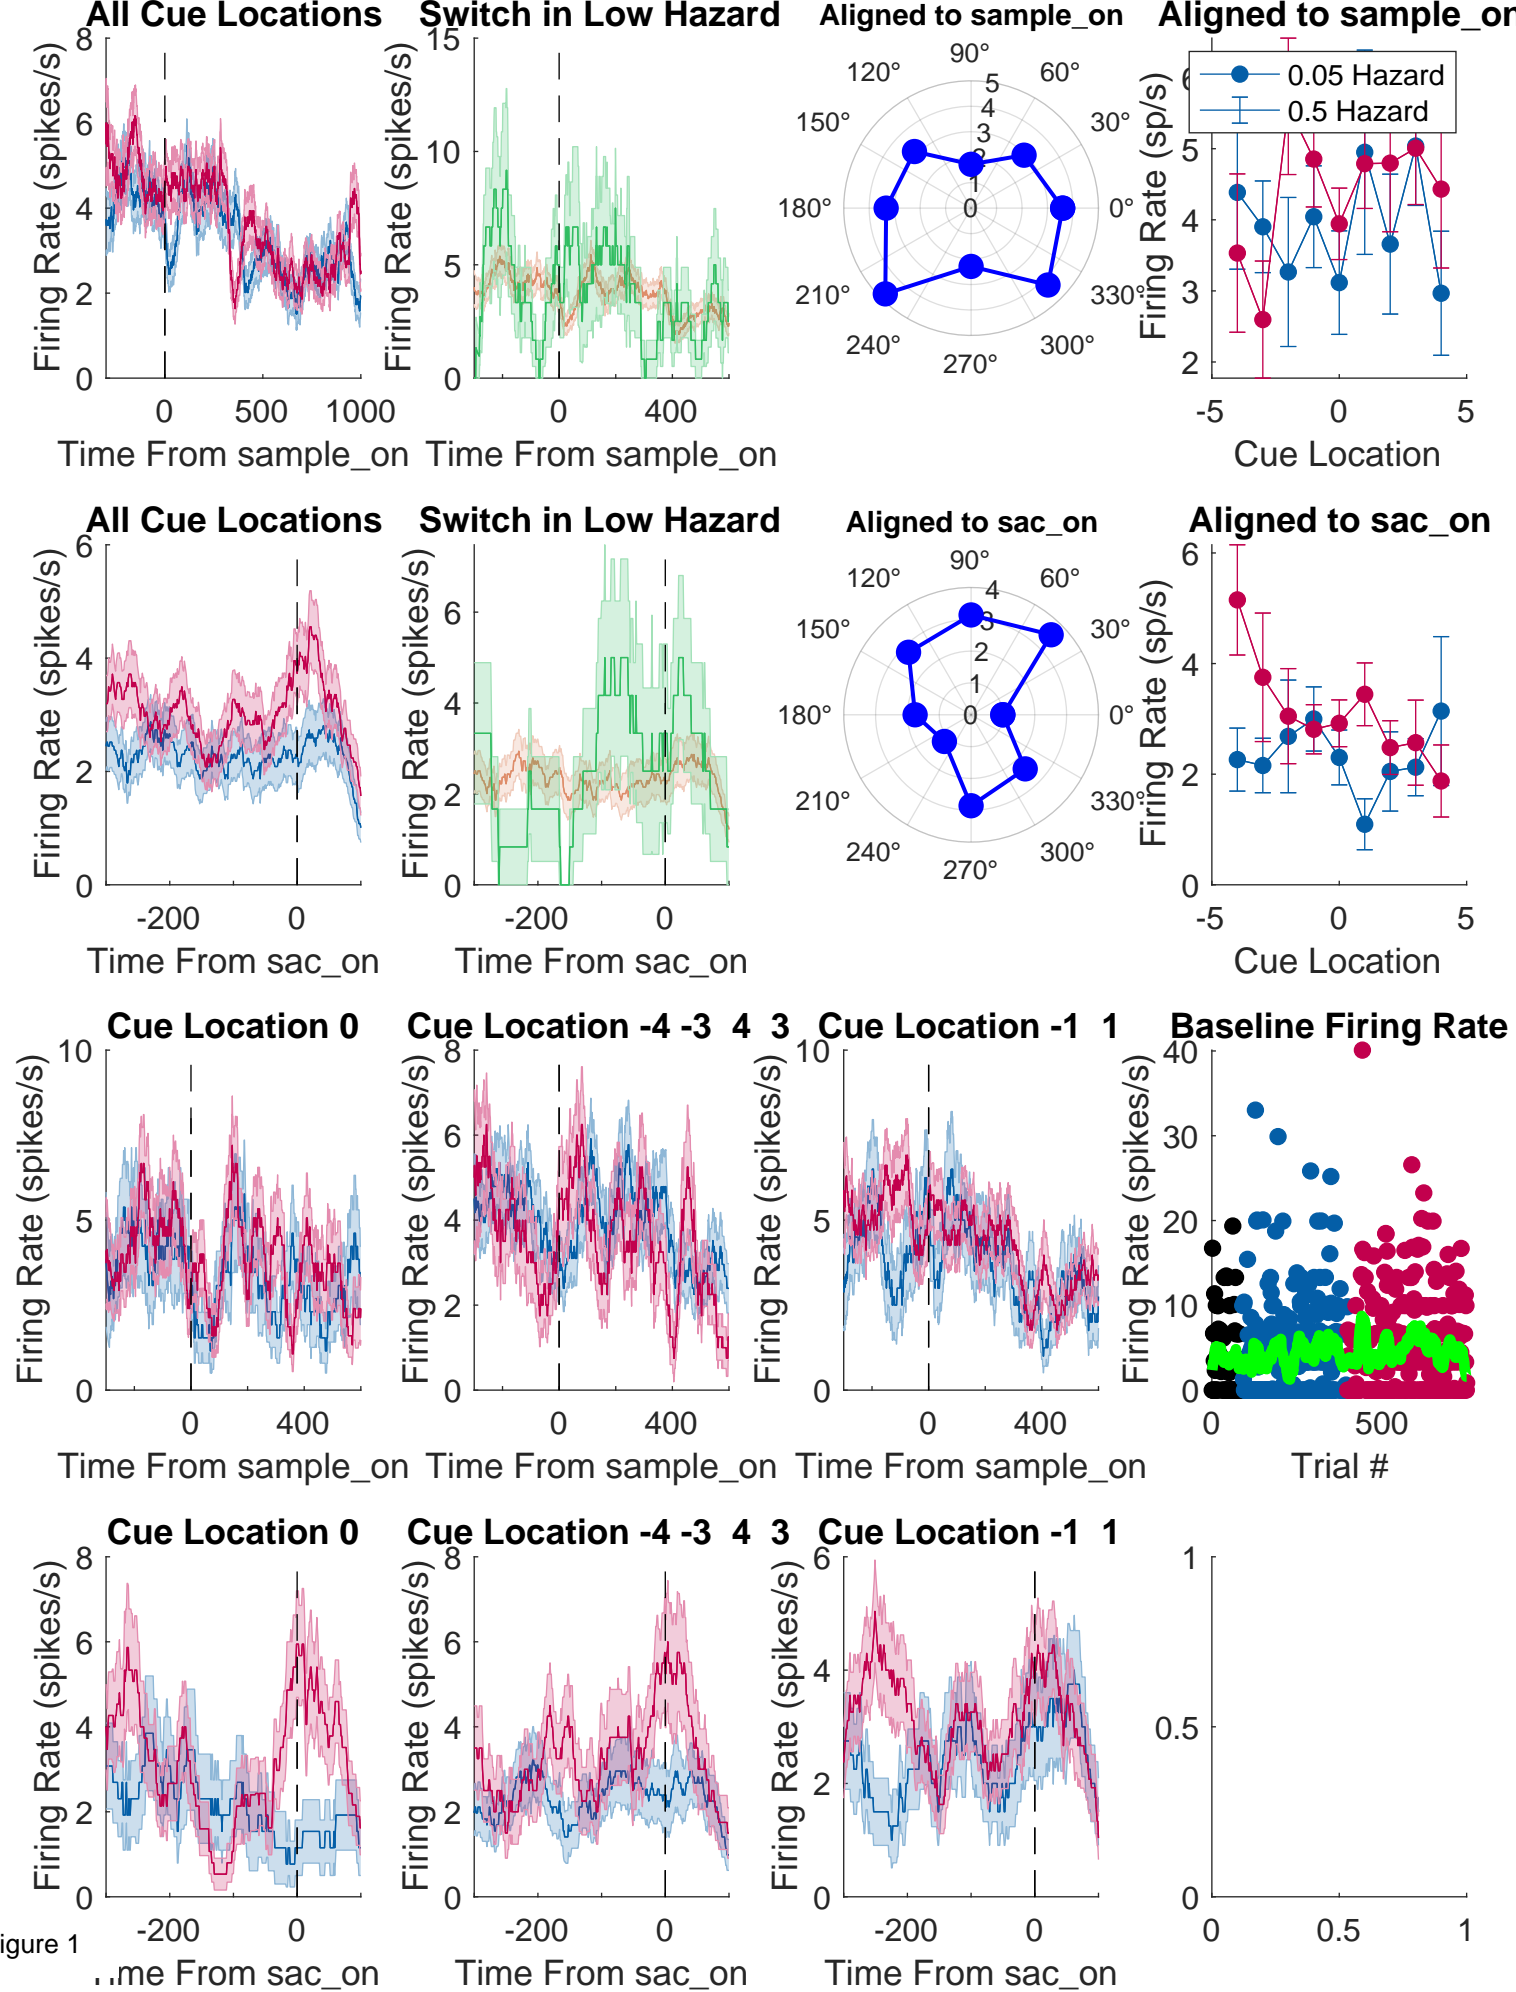 All Cue Locations
Switch in Low Hazard
Aligned to sample_on
Aligned to sample_on
Firing Rate (spikes/s)
8
6
4
2
0
0 500 1000
Time From sample_on
Firing Rate (spikes/s)
15
10
5
0
0 400
Time From sample_on
90°
120° 60°
150° 30°
180° 0°
210° 330°
240° 300°
270°
5
4
3
2
1
0
Firing Rate (sp/s)
0.05 Hazard
0.5 Hazard
6
5
4
3
2
-5 0 5
Cue Location
All Cue Locations
Switch in Low Hazard
Aligned to sac_on
Aligned to sac_on
Firing Rate (spikes/s)
6
4
2
0
-200 0
Time From sac_on
Firing Rate (spikes/s)
6
4
2
0
-200 0
Time From sac_on
90°
120° 60°
150° 30°
180° 0°
210° 330°
240° 300°
270°
4
3
2
1
0
Firing Rate (sp/s)
6
4
2
0
-5 0 5
Cue Location
Cue Location 0
Cue Location -4 -3 4 3
Cue Location -1 1
Baseline Firing Rate
Firing Rate (spikes/s)
10
5
0
0 400
Time From sample_on
Firing Rate (spikes/s)
8
6
4
2
0
0 400
Time From sample_on
Firing Rate (spikes/s)
10
5
0
0 400
Time From sample_on
Firing Rate (spikes/s)
40
30
20
10
0
0 500
Trial #
Cue Location 0
Cue Location -4 -3 4 3
Cue Location -1 1
Firing Rate (spikes/s)
8
6
4
2
0
-200 0
Time From sac_on
Firing Rate (spikes/s)
8
6
4
2
0
-200 0
Time From sac_on
Firing Rate (spikes/s)
6
4
2
0
-200 0
Time From sac_on
1
0.5
0
0 0.5 1
igure 1